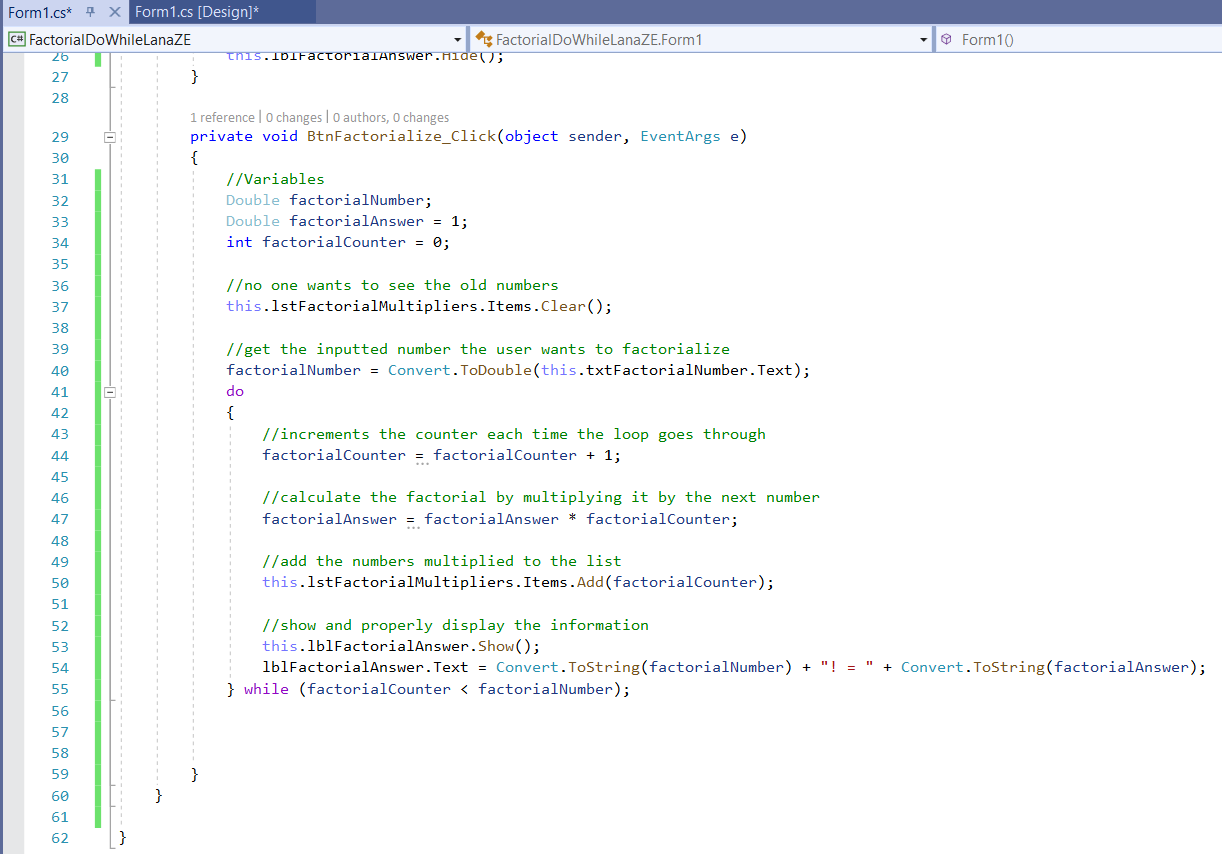 Form1.cs*
Form1.cs [Design]*
C# FactorialDoWhileLanaZE
FactorialDoWhileLanaZE.Form1
Form1()
26 this.lblFactorialAnswer.Hide();
27 }
28
1 reference | 0 changes | 0 authors, 0 changes
29 private void BtnFactorialize_Click(object sender, EventArgs e)
30 {
31 //Variables
32 Double factorialNumber;
33 Double factorialAnswer = 1;
34 int factorialCounter = 0;
35
36 //no one wants to see the old numbers
37 this.lstFactorialMultipliers.Items.Clear();
38
39 //get the inputted number the user wants to factorialize
40 factorialNumber = Convert.ToDouble(this.txtFactorialNumber.Text);
41 do
42 {
43 //increments the counter each time the loop goes through
44 factorialCounter = factorialCounter + 1;
45
46 //calculate the factorial by multiplying it by the next number
47 factorialAnswer = factorialAnswer * factorialCounter;
48
49 //add the numbers multiplied to the list
50 this.lstFactorialMultipliers.Items.Add(factorialCounter);
51
52 //show and properly display the information
53 this.lblFactorialAnswer.Show();
54 lblFactorialAnswer.Text = Convert.ToString(factorialNumber) + "! = " + Convert.ToString(factorialAnswer);
55 } while (factorialCounter < factorialNumber);
56
57
58
59 }
60 }
61
62 }